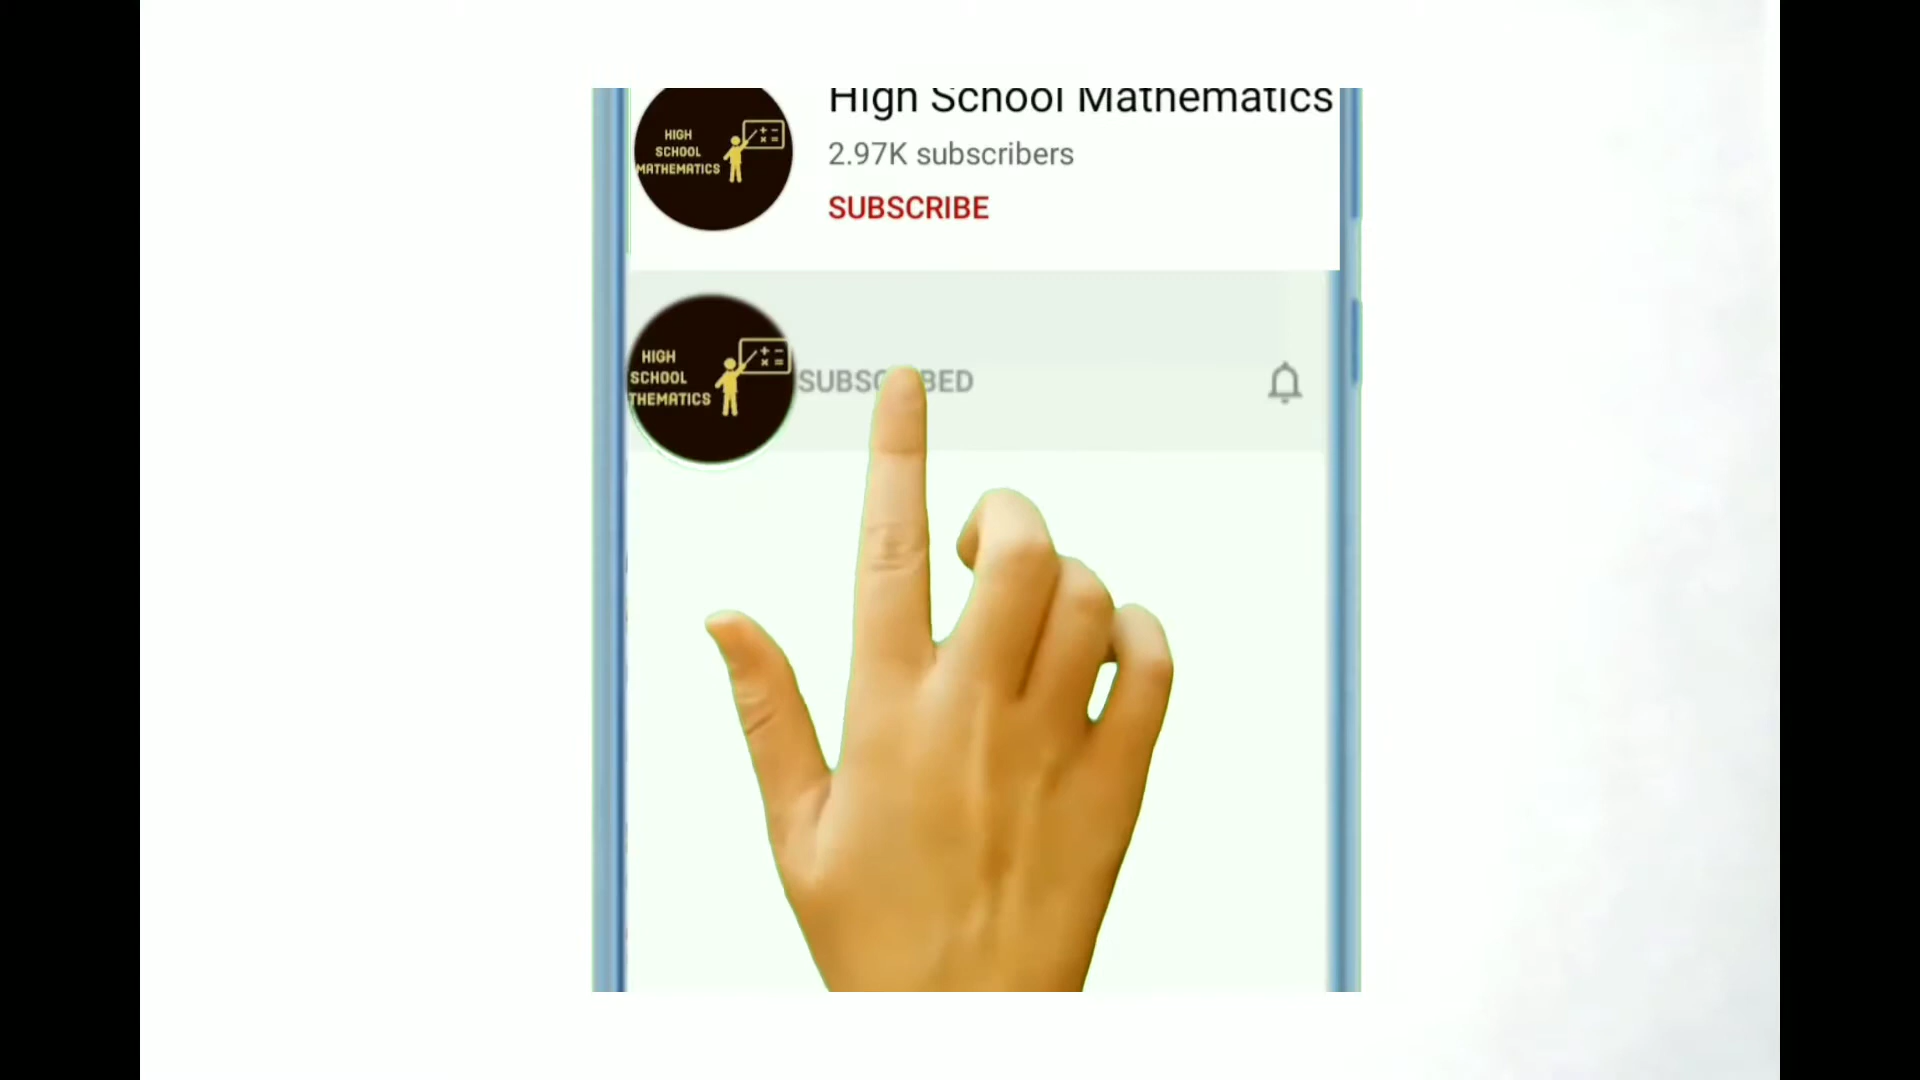 High School Mathematics
2.97K subscribers
SUBSCRIBE
HIGH
SCHOOL
MATHEMATICS
+ -
× =
HIGH
SCHOOL
THEMATICS
+ -
× =